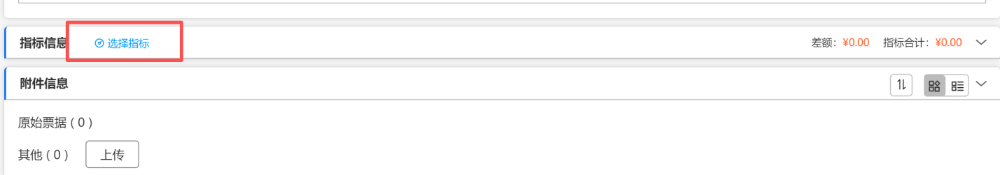 指标信息 选择指标 差额: ¥0.00 指标合计: ¥0.00
附件信息
原始票据 ( 0 )
其他 ( 0 ) 上传